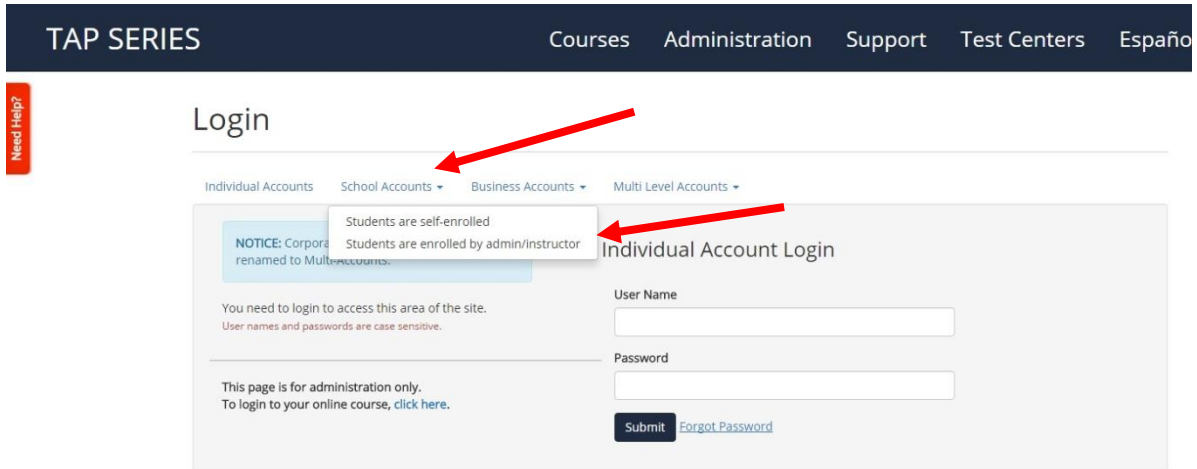 TAP SERIES
Courses Administration Support Test Centers Españo
Need Help?
Login
Individual Accounts School Accounts Business Accounts Multi Level Accounts
Students are self-enrolled
Students are enrolled by admin/instructor
NOTICE: Corpora
renamed to Multi-Accounts.
You need to login to access this area of the site.
User names and passwords are case sensitive.
This page is for administration only.
To login to your online course, click here.
Individual Account Login
User Name
Password
Submit Forgot Password